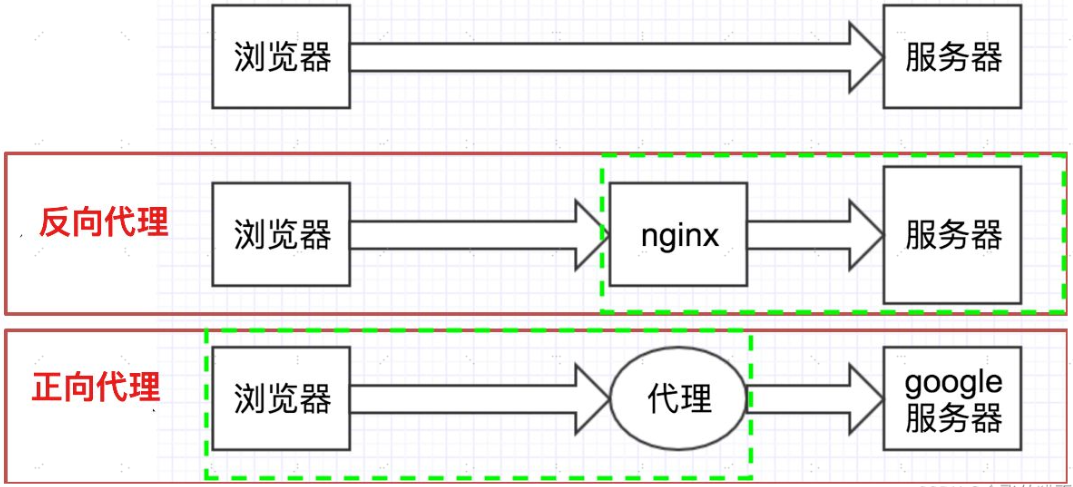 浏览器
服务器
反向代理
浏览器
nginx
服务器
正向代理
浏览器
代理
google
服务器